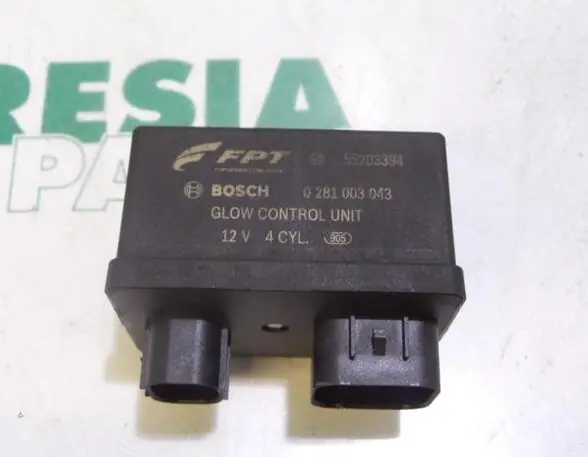 RESIA
PA
FPT 55203394
BOSCH 0 281 003 043
GLOW CONTROL UNIT
12 V 4 CYL. 905